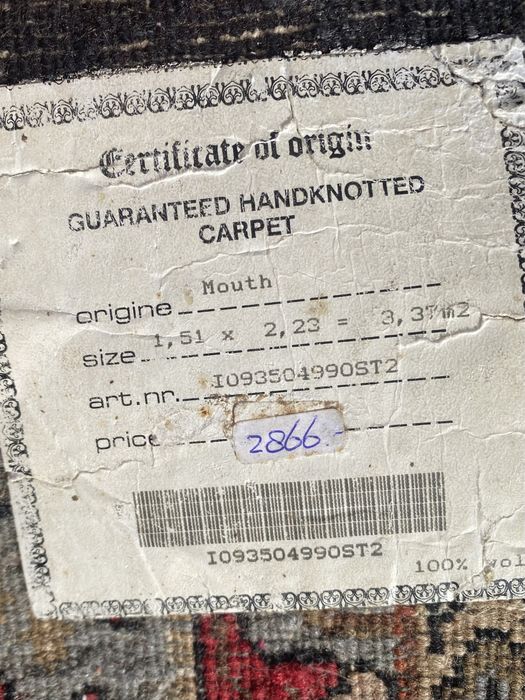 Certificate of origin
GUARANTEED HANDKNOTTED
CARPET
origine Mouth
size 1,51 x 2,23 = 3,37m2
art.nr. I093504990ST2
price 2866.-
I093504990ST2
100% wol